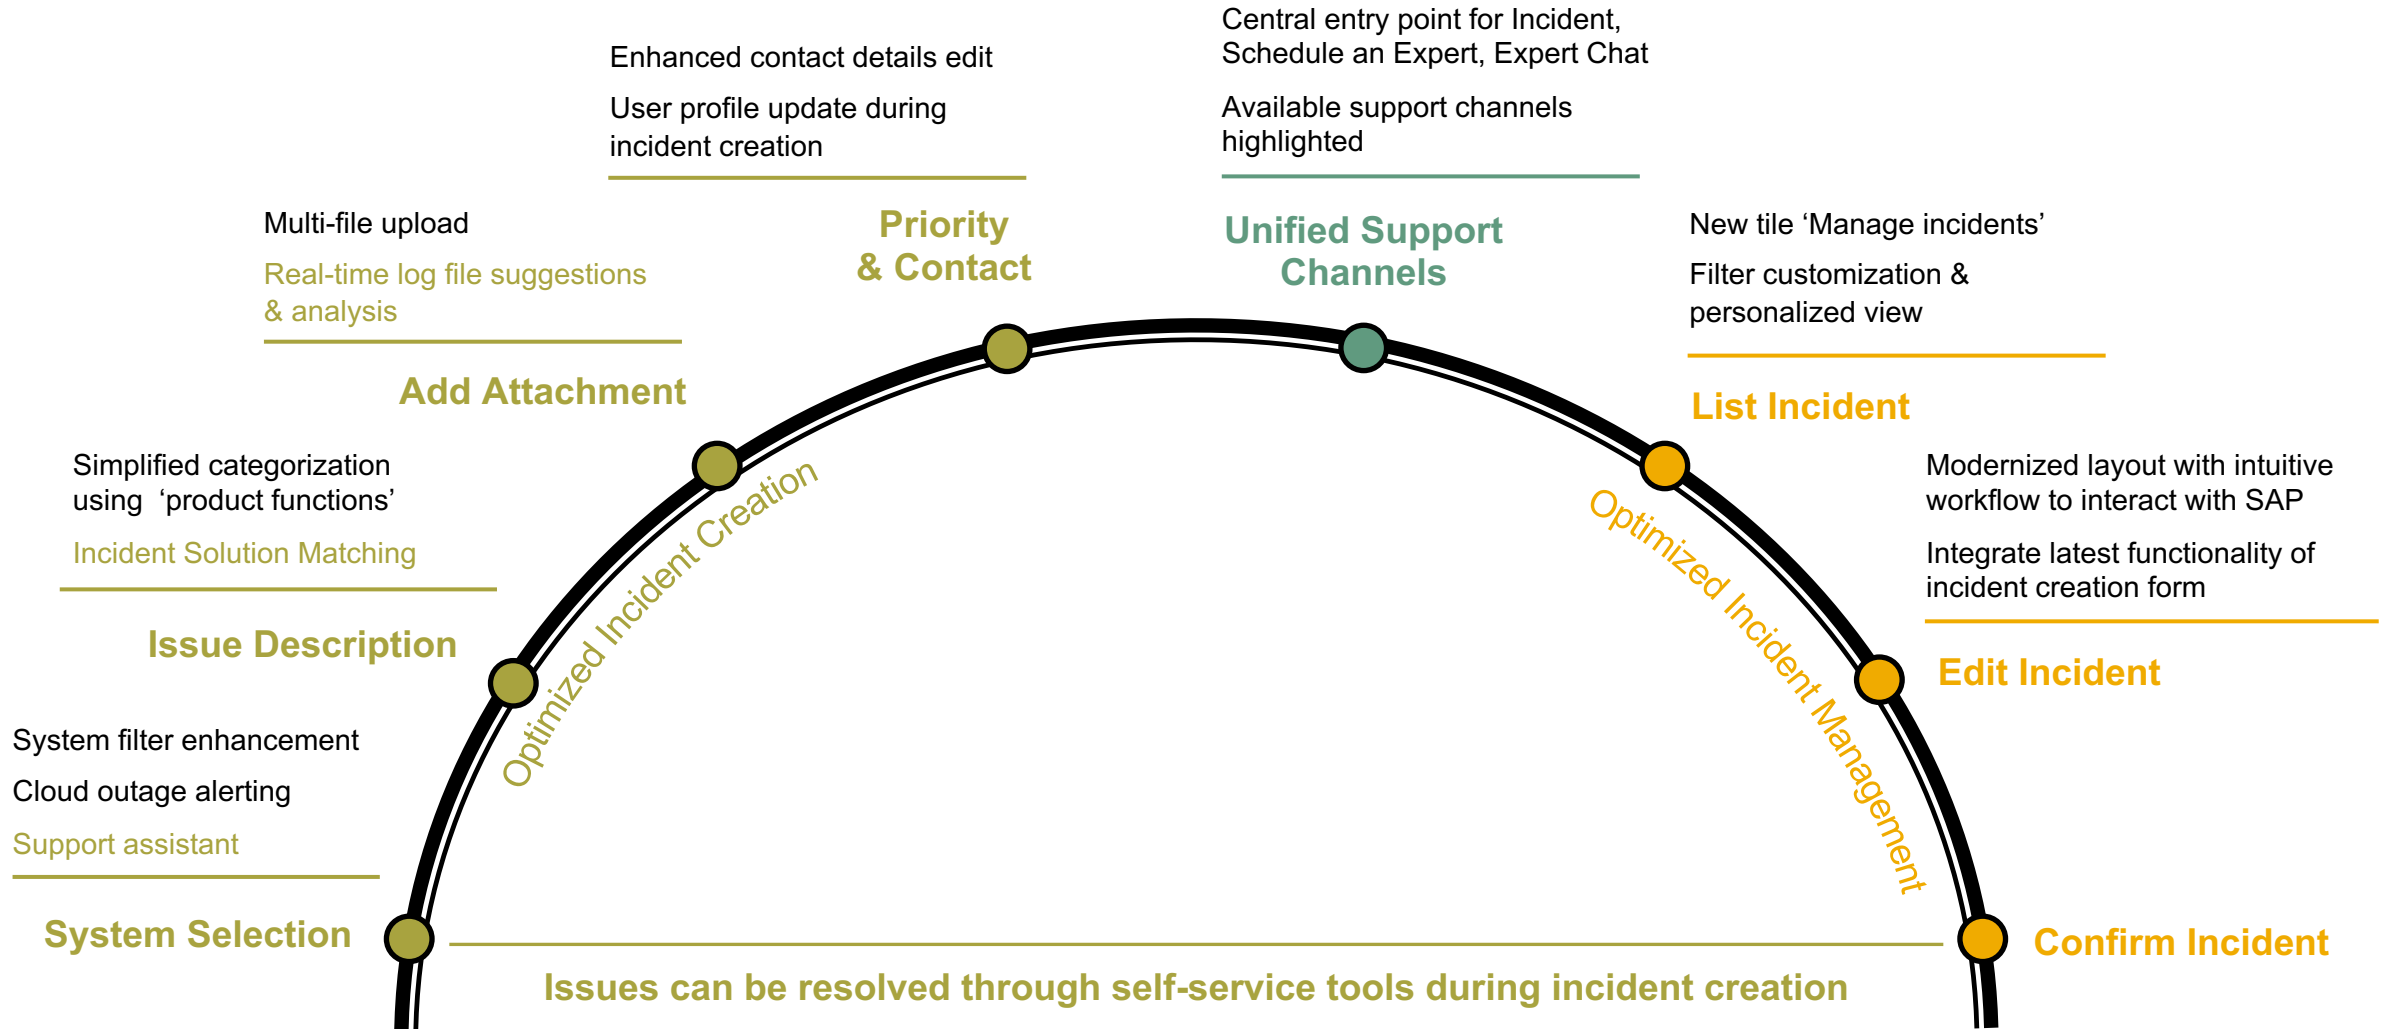 Central entry point for Incident,
Schedule an Expert, Expert Chat
Available support channels
highlighted
Unified Support
Channels
Enhanced contact details edit
User profile update during
incident creation
Priority
& Contact
Multi-file upload
Real-time log file suggestions
& analysis
Add Attachment
Simplified categorization
using ‘product functions’
Incident Solution Matching
Issue Description
System filter enhancement
Cloud outage alerting
Support assistant
System Selection
Optimized Incident Creation
New tile ‘Manage incidents’
Filter customization &
personalized view
List Incident
Modernized layout with intuitive
workflow to interact with SAP
Integrate latest functionality of
incident creation form
Edit Incident
Optimized Incident Management
Confirm Incident
Issues can be resolved through self-service tools during incident creation